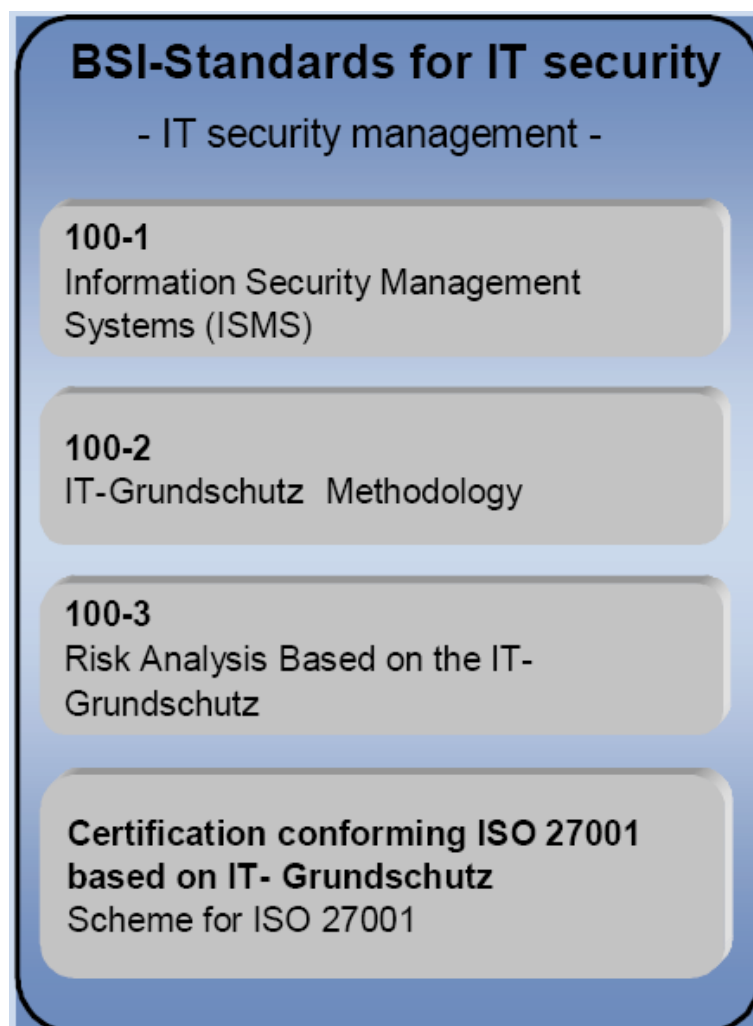 BSI-Standards for IT security
- IT security management -
100-1
Information Security Management
Systems (ISMS)
100-2
IT-Grundschutz Methodology
100-3
Risk Analysis Based on the IT-
Grundschutz
Certification conforming ISO 27001
based on IT- Grundschutz
Scheme for ISO 27001